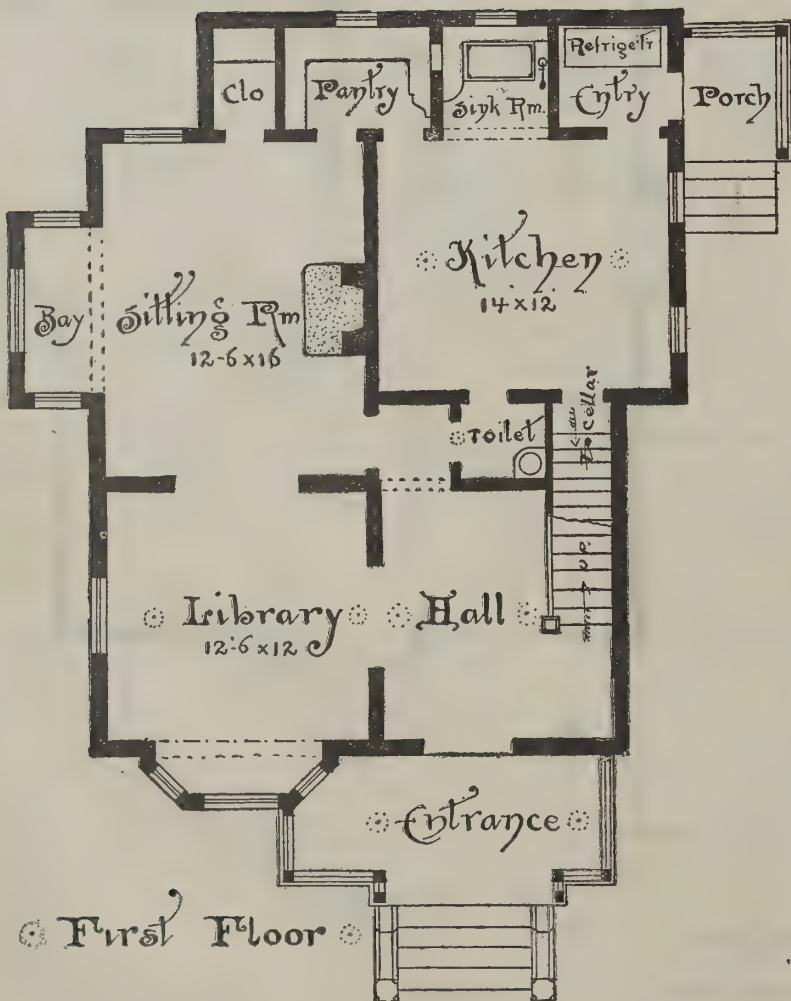 Refrige't'r
Clo
Pantry
Sink Rm.
Entry
Porch
Kitchen
14 x 12
Bay
Sitting Rm
12-6 x 16
To Cellar
Toilet
Up.
Library
12-6 x 12
Hall
Entrance
First Floor